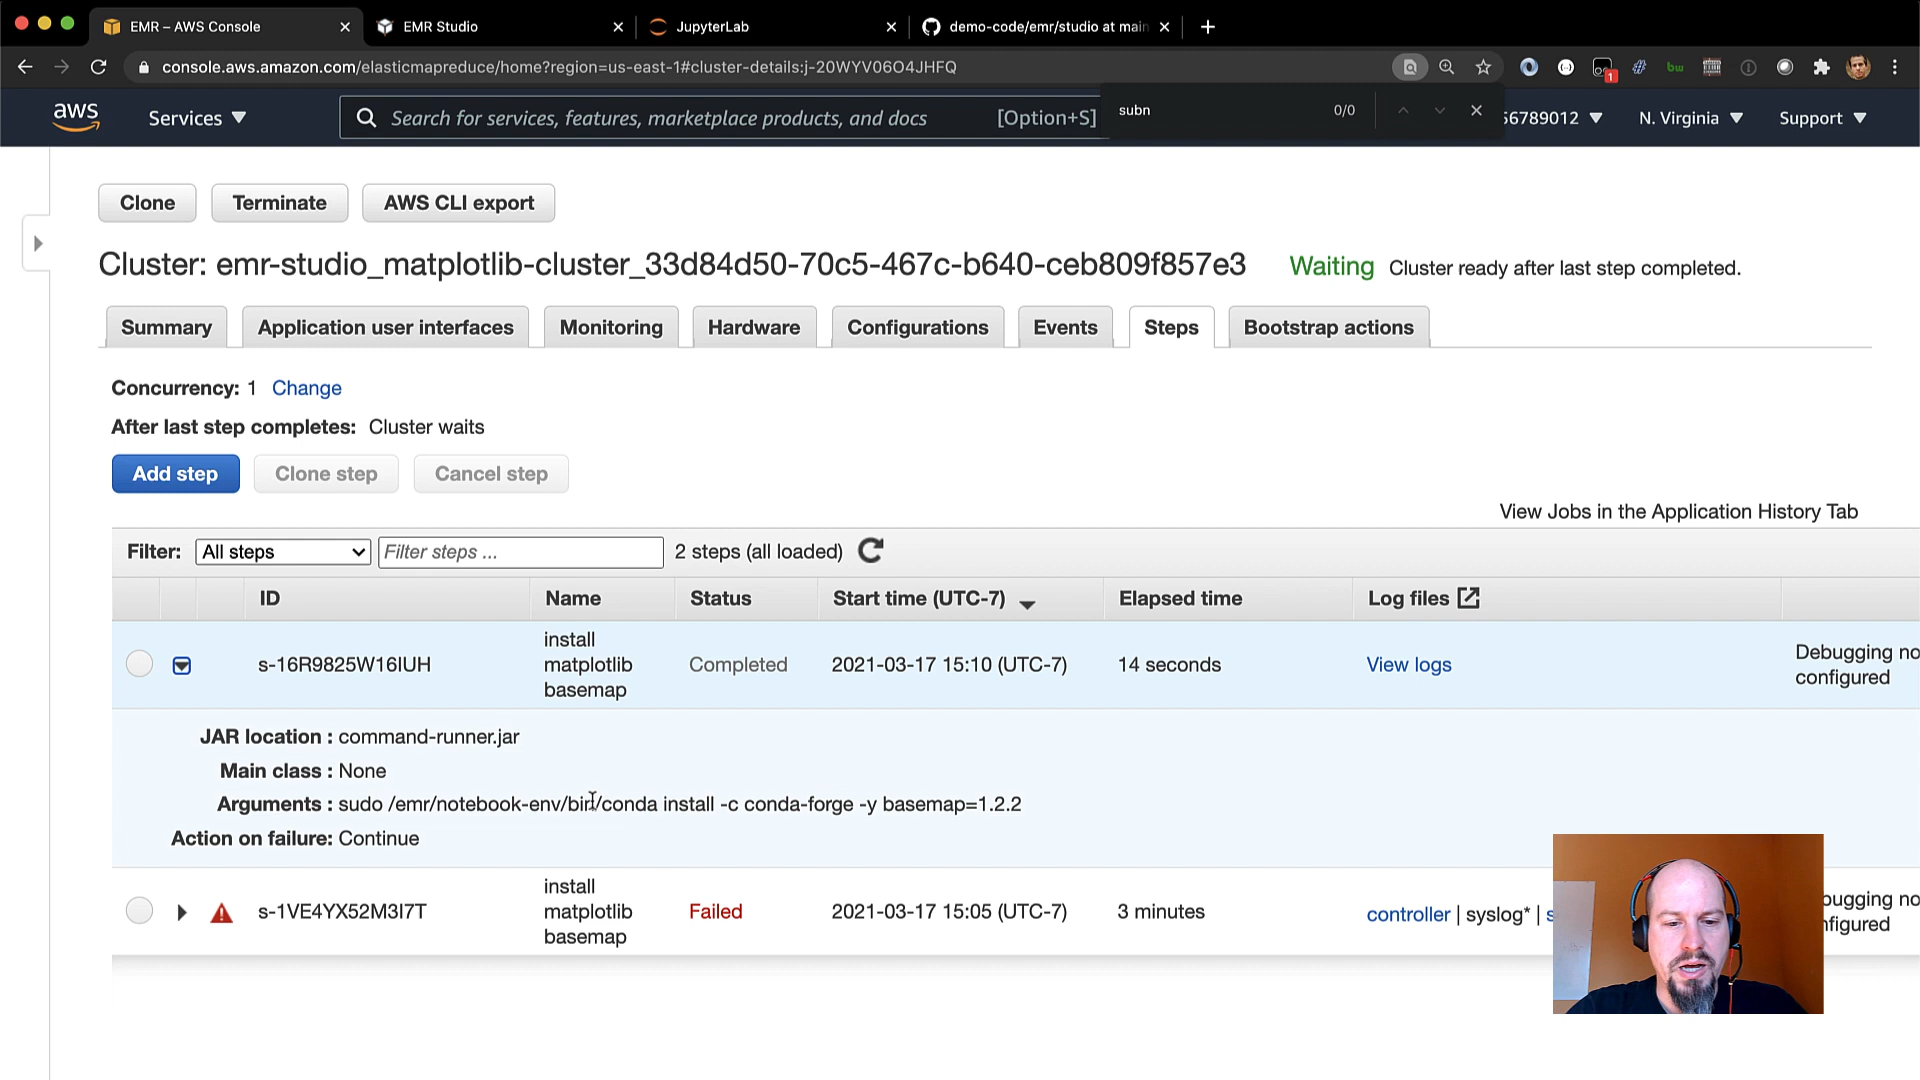 EMR – AWS Console
EMR Studio
JupyterLab
demo-code/emr/studio at main
console.aws.amazon.com/elasticmapreduce/home?region=us-east-1#cluster-details:j-20WYV06O4JHFQ
bw
1
aws
Services
Search for services, features, marketplace products, and docs
[Option+S]
subn
0/0
56789012
N. Virginia
Support
Clone
Terminate
AWS CLI export
Cluster: emr-studio_matplotlib-cluster_33d84d50-70c5-467c-b640-ceb809f857e3
Waiting
Cluster ready after last step completed.
Summary
Application user interfaces
Monitoring
Hardware
Configurations
Events
Steps
Bootstrap actions
Concurrency: 1 Change
After last step completes: Cluster waits
Add step
Clone step
Cancel step
View Jobs in the Application History Tab
Filter:
All steps
Filter steps ...
2 steps (all loaded)
ID
Name
Status
Start time (UTC-7)
Elapsed time
Log files
s-16R9825W16IUH
install
matplotlib
basemap
Completed
2021-03-17 15:10 (UTC-7)
14 seconds
View logs
Debugging no
configured
JAR location : command-runner.jar
Main class : None
Arguments : sudo /emr/notebook-env/bin/conda install -c conda-forge -y basemap=1.2.2
Action on failure: Continue
s-1VE4YX52M3I7T
install
matplotlib
basemap
Failed
2021-03-17 15:05 (UTC-7)
3 minutes
controller | syslog* | s
bugging no
figured